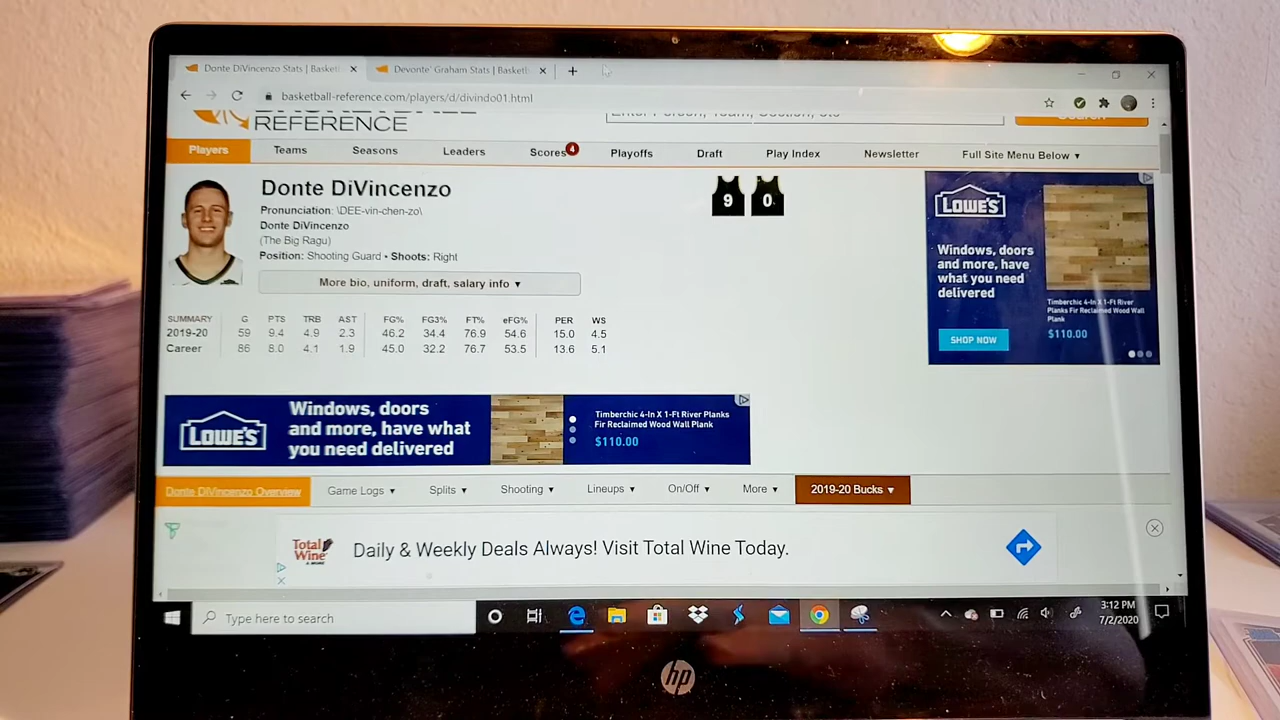 Donte DiVincenzo Stats | Basketl
Devonte' Graham Stats | Basketl
basketball-reference.com/players/d/divindo01.html
REFERENCE
Players
Teams
Seasons
Leaders
Scores 4
Playoffs
Draft
Play Index
Newsletter
Full Site Menu Below ▼
Donte DiVincenzo
Pronunciation: \DEE-vin-chen-zo\
Donte DiVincenzo
(The Big Ragu)
Position: Shooting Guard • Shoots: Right
More bio, uniform, draft, salary info ▼
9 0
SUMMARY G PTS TRB AST FG% FG3% FT% eFG% PER WS
2019-20 59 9.4 4.9 2.3 46.2 34.4 76.9 54.6 15.0 4.5
Career 86 8.0 4.1 1.9 45.0 32.2 76.7 53.5 13.6 5.1
LOWE'S
Windows, doors
and more, have
what you need
delivered
Timberchic 4-In X 1-Ft River
Planks Fir Reclaimed Wood Wall
Plank
$110.00
SHOP NOW
LOWE'S
Windows, doors
and more, have what
you need delivered
Timberchic 4-In X 1-Ft River Planks
Fir Reclaimed Wood Wall Plank
$110.00
Donte DiVincenzo Overview
Game Logs ▼
Splits ▼
Shooting ▼
Lineups ▼
On/Off ▼
More ▼
2019-20 Bucks ▼
Total
Wine
& MORE
Daily & Weekly Deals Always! Visit Total Wine Today.
Type here to search
3:12 PM
7/2/2020
hp